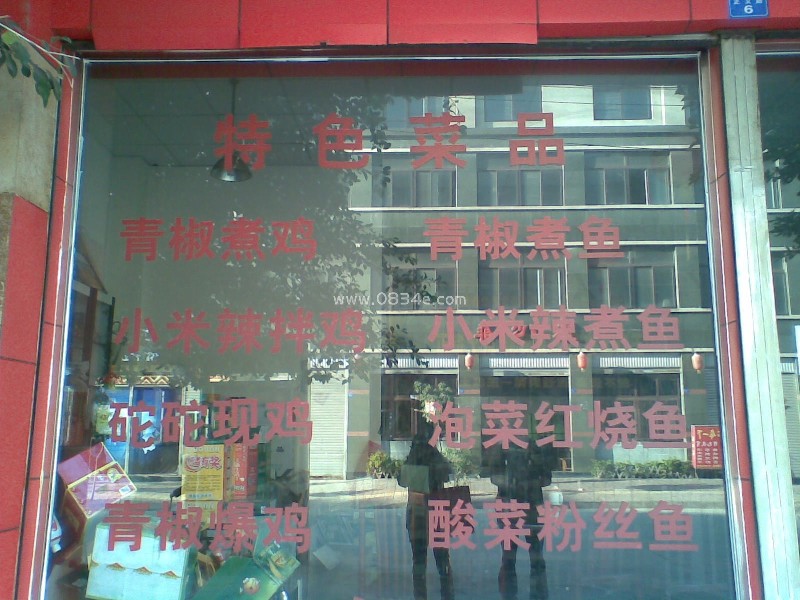 6
特色菜品
青椒煮鸡 青椒煮鱼
www.0834e.com
小米辣拌鸡 小米辣煮鱼
砣砣现鸡 泡菜红烧鱼
青椒爆鸡 酸菜粉丝鱼